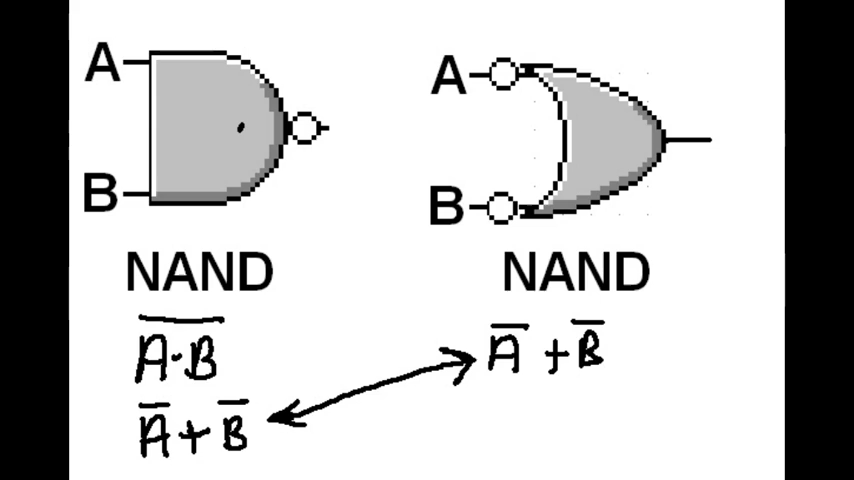 A
B
NAND
A̅·̅B̅
A̅ + B̅
A
B
NAND
A̅ + B̅